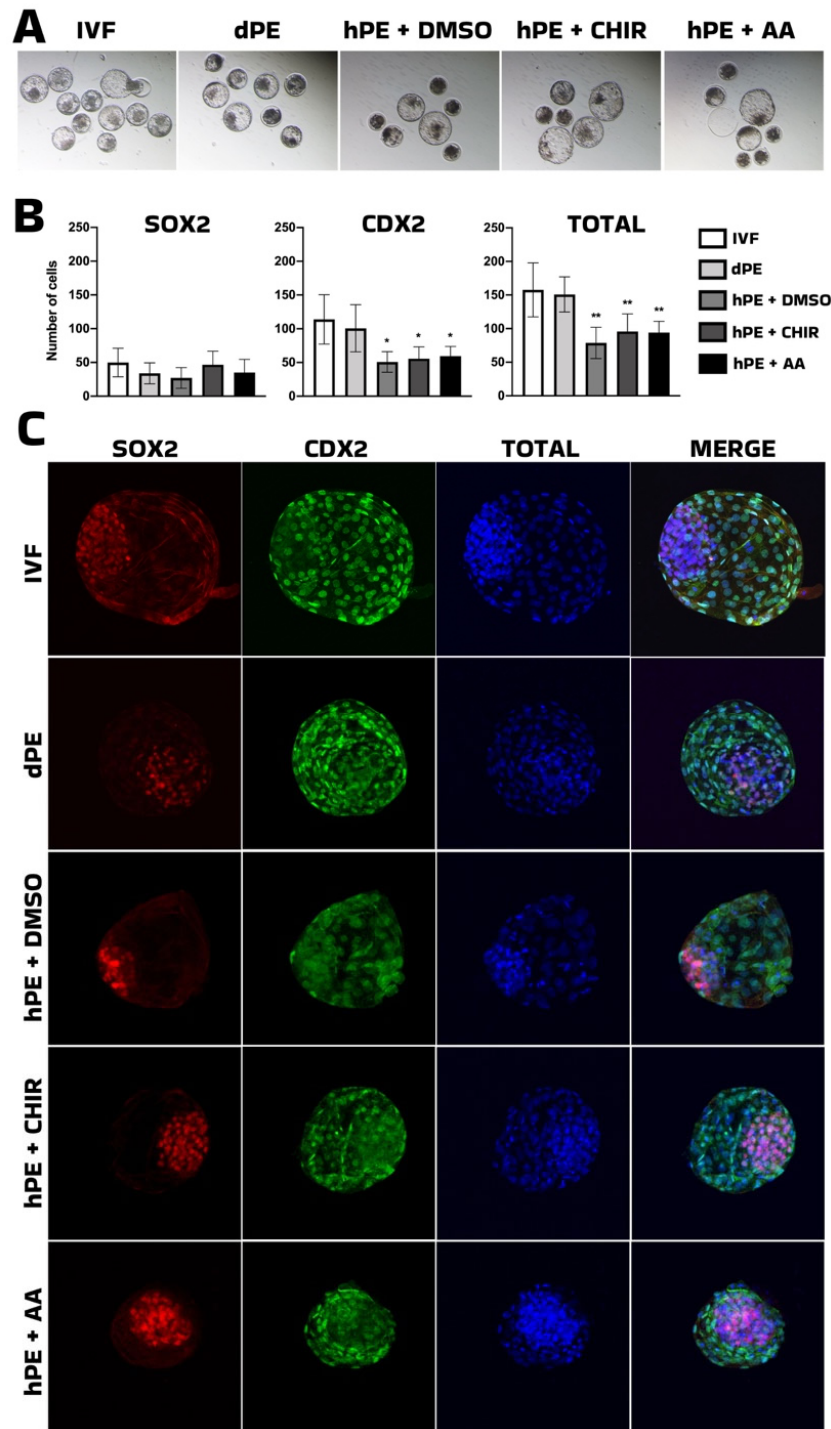 A
IVF dPE hPE + DMSO hPE + CHIR hPE + AA
B
SOX2 CDX2 TOTAL
Number of cells
250 200 150 100 50 0
250 200 150 100 50 0
* * *
250 200 150 100 50 0
** ** **
IVF
dPE
hPE + DMSO
hPE + CHIR
hPE + AA
C
SOX2 CDX2 TOTAL MERGE
IVF
dPE
hPE + DMSO
hPE + CHIR
hPE + AA